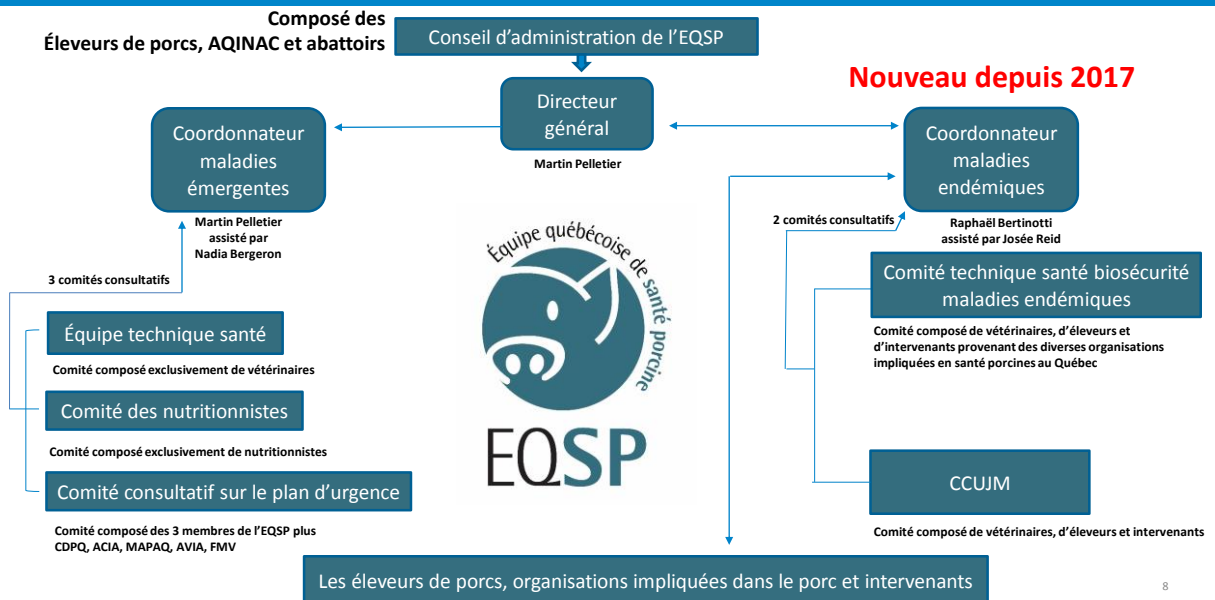 Composé des
Éleveurs de porcs, AQINAC et abattoirs
Conseil d'administration de l'EQSP
Nouveau depuis 2017
Directeur
général
Martin Pelletier
Coordonnateur
maladies
émergentes
Martin Pelletier
assisté par
Nadia Bergeron
3 comités consultatifs
Équipe technique santé
Comité composé exclusivement de vétérinaires
Comité des nutritionnistes
Comité composé exclusivement de nutritionnistes
Comité consultatif sur le plan d'urgence
Comité composé des 3 membres de l'EQSP plus
CDPQ, ACIA, MAPAQ, AVIA, FMV
Équipe québécoise de santé porcine
EQSP
Coordonnateur
maladies
endémiques
Raphaël Bertinotti
assisté par Josée Reid
2 comités consultatifs
Comité technique santé biosécurité
maladies endémiques
Comité composé de vétérinaires, d'éleveurs et
d'intervenants provenant des diverses organisations
impliquées en santé porcines au Québec
CCUJM
Comité composé de vétérinaires, d'éleveurs et intervenants
Les éleveurs de porcs, organisations impliquées dans le porc et intervenants
8